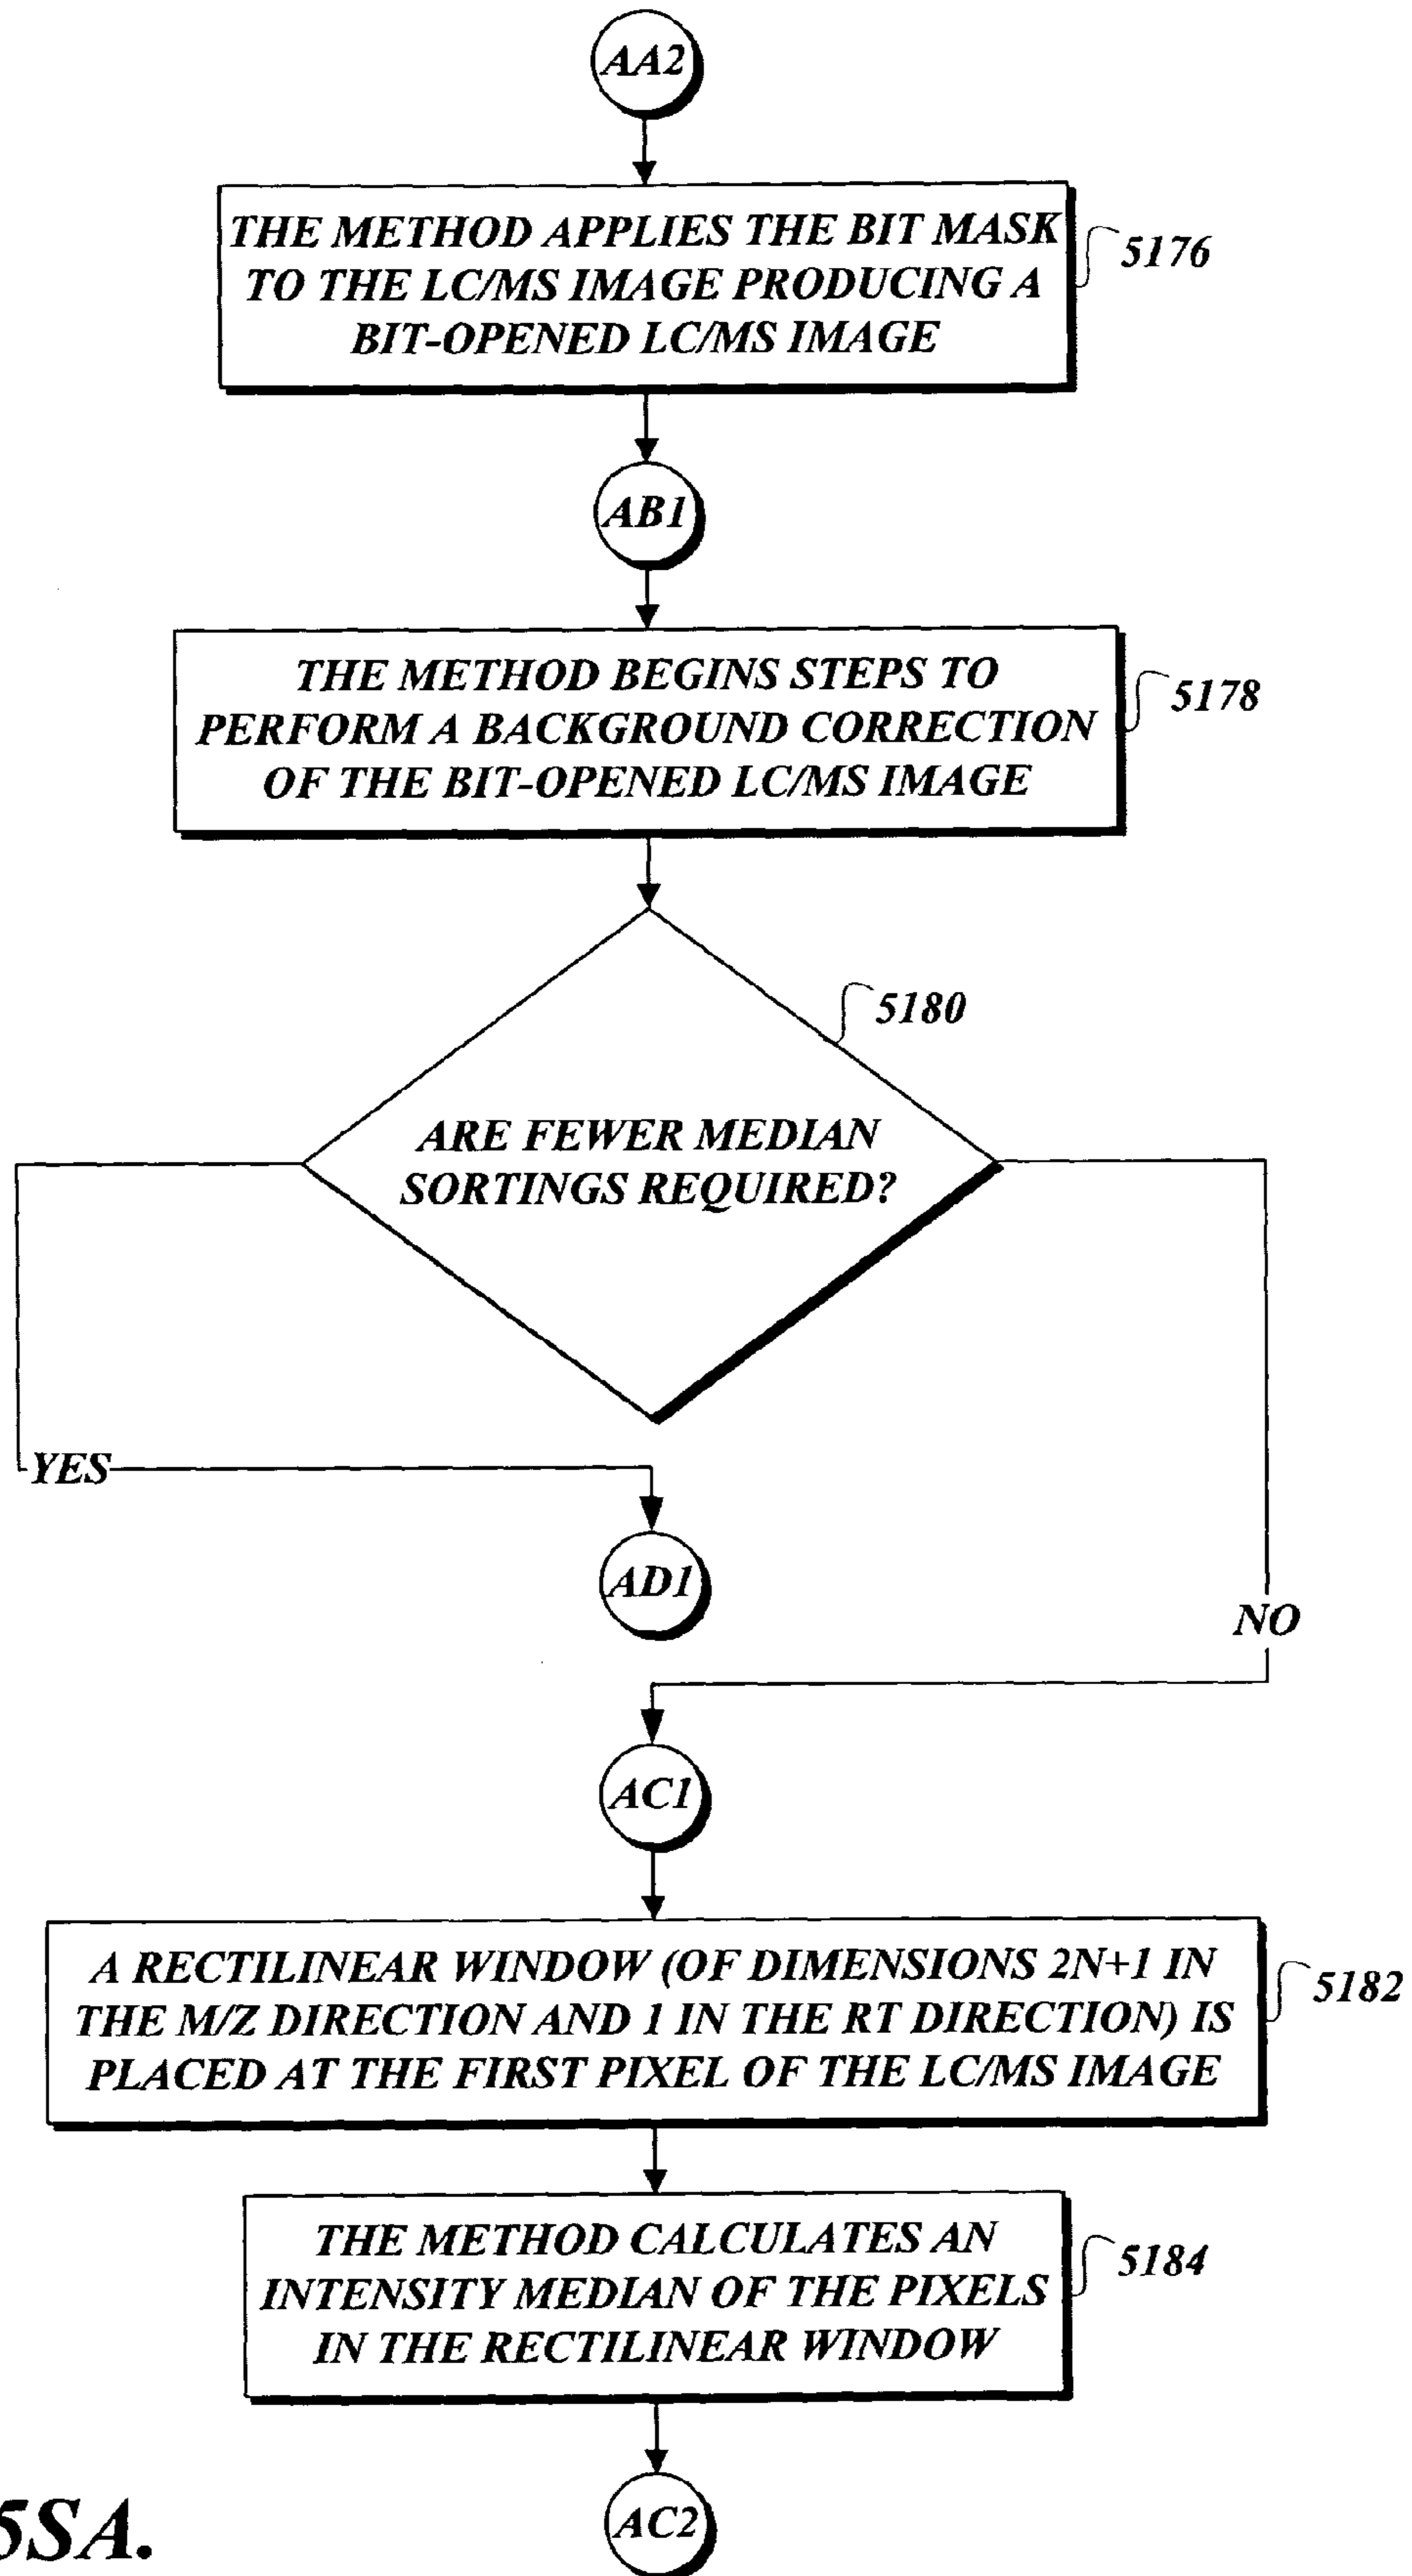 AA2
THE METHOD APPLIES THE BIT MASK
TO THE LC/MS IMAGE PRODUCING A
BIT-OPENED LC/MS IMAGE
5176
AB1
THE METHOD BEGINS STEPS TO
PERFORM A BACKGROUND CORRECTION
OF THE BIT-OPENED LC/MS IMAGE
5178
5180
ARE FEWER MEDIAN
SORTINGS REQUIRED?
YES
AD1
NO
AC1
A RECTILINEAR WINDOW (OF DIMENSIONS 2N+1 IN
THE M/Z DIRECTION AND 1 IN THE RT DIRECTION) IS
PLACED AT THE FIRST PIXEL OF THE LC/MS IMAGE
5182
THE METHOD CALCULATES AN
INTENSITY MEDIAN OF THE PIXELS
IN THE RECTILINEAR WINDOW
5184
AC2
5SA.